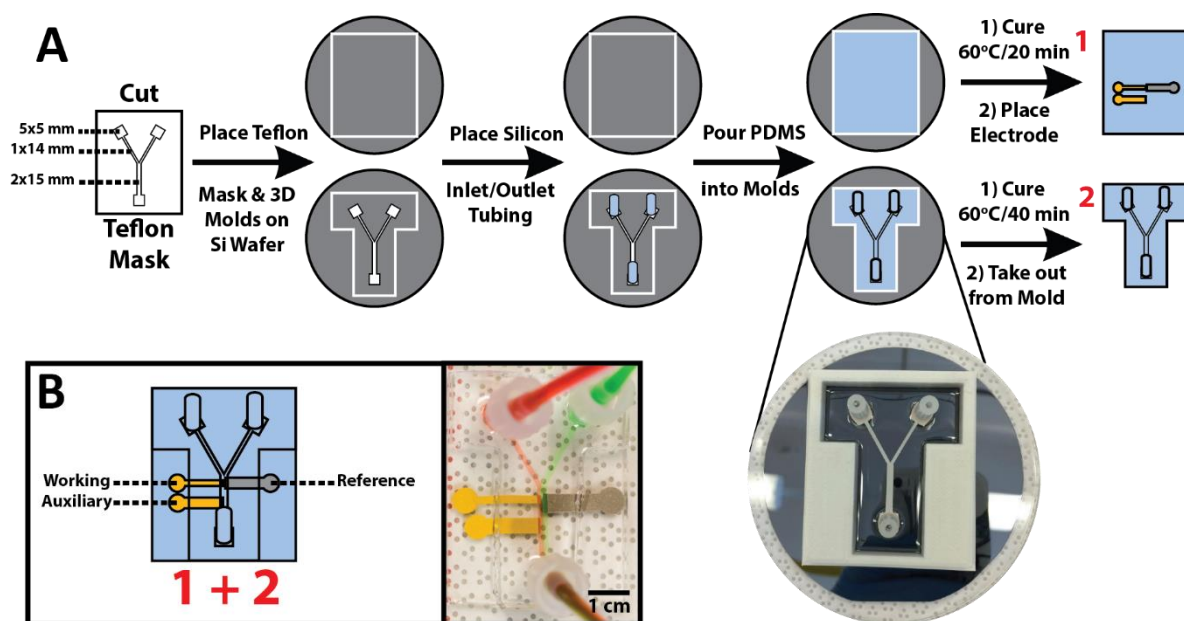 A
Cut
5x5 mm
1x14 mm
2x15 mm
Teflon
Mask
Place Teflon
Mask & 3D
Molds on
Si Wafer
Place Silicon
Inlet/Outlet
Tubing
Pour PDMS
into Molds
1) Cure
60°C/20 min
2) Place
Electrode
1
1) Cure
60°C/40 min
2) Take out
from Mold
2
B
Working
Auxiliary
Reference
1 + 2
1 cm